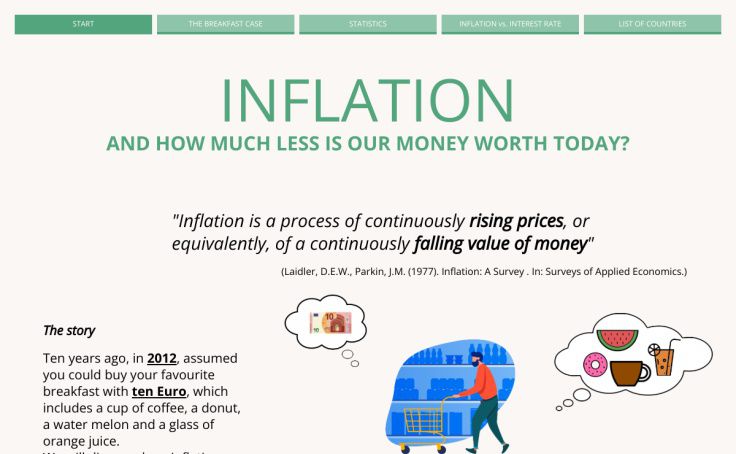 START
THE BREAKFAST CASE
STATISTICS
INFLATION vs. INTEREST RATE
LIST OF COUNTRIES
INFLATION
AND HOW MUCH LESS IS OUR MONEY WORTH TODAY?
"Inflation is a process of continuously rising prices, or
equivalently, of a continuously falling value of money"
(Laidler, D.E.W., Parkin, J.M. (1977). Inflation: A Survey . In: Surveys of Applied Economics.)
10
The story
Ten years ago, in 2012, assumed
you could buy your favourite
breakfast with ten Euro, which
includes a cup of coffee, a donut,
a water melon and a glass of
orange juice.